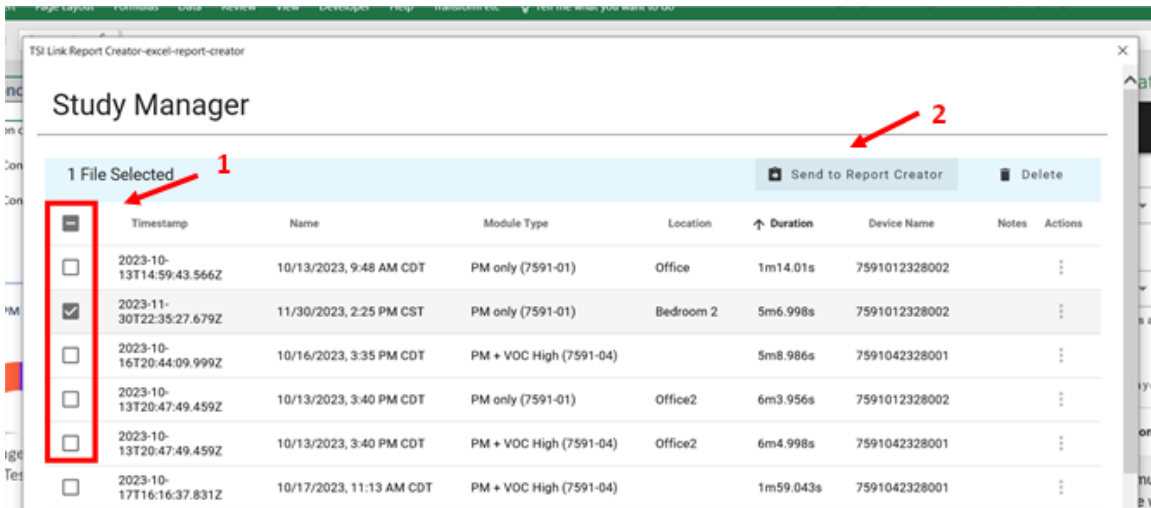 Page Layout Formulas Data Review View Developer Help Transform etc. Tell me what you want to do
TSI Link Report Creator-excel-report-creator
Study Manager
2
1 File Selected
1
Send to Report Creator
Delete
Timestamp Name Module Type Location Duration Device Name Notes Actions
2023-10-
13T14:59:43.566Z
10/13/2023, 9:48 AM CDT PM only (7591-01) Office 1m14.01s 7591012328002
2023-11-
30T22:35:27.679Z
11/30/2023, 2:25 PM CST PM only (7591-01) Bedroom 2 5m6.998s 7591012328002
2023-10-
16T20:44:09.999Z
10/16/2023, 3:35 PM CDT PM + VOC High (7591-04) 5m8.986s 7591042328001
2023-10-
13T20:47:49.459Z
10/13/2023, 3:40 PM CDT PM only (7591-01) Office2 6m3.956s 7591012328002
2023-10-
13T20:47:49.459Z
10/13/2023, 3:40 PM CDT PM + VOC High (7591-04) Office2 6m4.998s 7591042328001
2023-10-
17T16:16:37.831Z
10/17/2023, 11:13 AM CDT PM + VOC High (7591-04) 1m59.043s 7591042328001